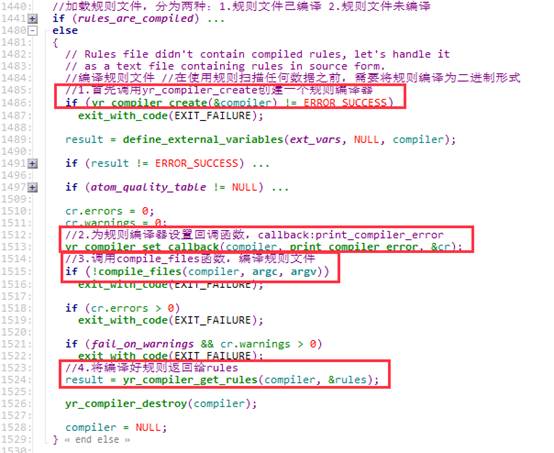 1440: //加载规则文件，分为两种：1.规则文件已编译 2.规则文件未编译
1441: if (rules_are_compiled) ...
1480: else
1481: {
1482: // Rules file didn't contain compiled rules, let's handle it
1483: // as a text file containing rules in source form.
1484: //编译规则文件 //在使用规则扫描任何数据之前，需要将规则编译为二进制形式
1485: //1.首先调用yr_compiler_create创建一个规则编译器
1486: if (yr_compiler_create(&compiler) != ERROR_SUCCESS)
1487: exit_with_code(EXIT_FAILURE);
1488:
1489: result = define_external_variables(ext_vars, NULL, compiler);
1490:
1491: if (result != ERROR_SUCCESS) ...
1496:
1497: if (atom_quality_table != NULL) ...
1509:
1510: cr.errors = 0;
1511: cr.warnings = 0;
1512: //2.为规则编译器设置回调函数，callback:print_compiler_error
1513: yr_compiler_set_callback(compiler, print_compiler_error, &cr);
1514: //3.调用compile_files函数，编译规则文件
1515: if (!compile_files(compiler, argc, argv))
1516: exit_with_code(EXIT_FAILURE);
1517:
1518: if (cr.errors > 0)
1519: exit_with_code(EXIT_FAILURE);
1520:
1521: if (fail_on_warnings && cr.warnings > 0)
1522: exit_with_code(EXIT_FAILURE);
1523: //4.将编译好规则返回给rules
1524: result = yr_compiler_get_rules(compiler, &rules);
1525:
1526: yr_compiler_destroy(compiler);
1527:
1528: compiler = NULL;
1529: } « end else »
1530: